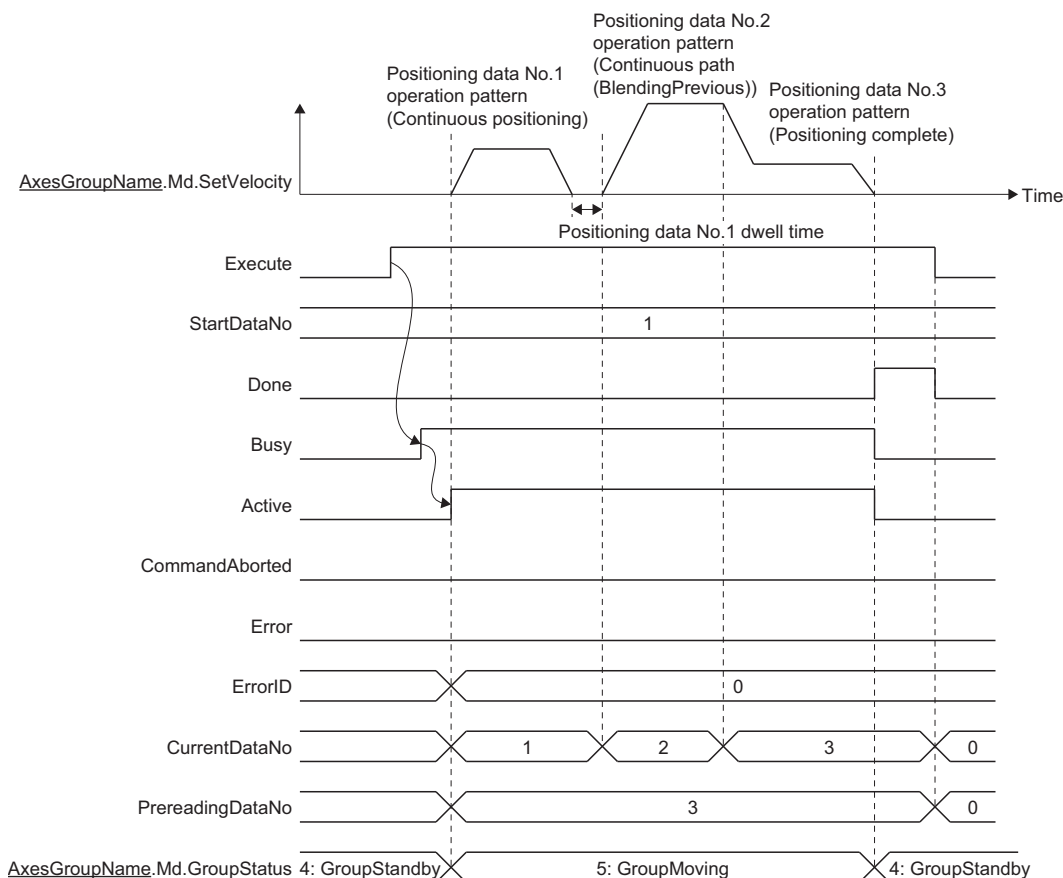 Positioning data No.2
operation pattern
(Continuous path
(BlendingPrevious))
Positioning data No.1
operation pattern
(Continuous positioning)
Positioning data No.3
operation pattern
(Positioning complete)
AxesGroupName.Md.SetVelocity
Time
Positioning data No.1 dwell time
Execute
StartDataNo
1
Done
Busy
Active
CommandAborted
Error
ErrorID
0
CurrentDataNo
1
2
3
0
PrereadingDataNo
3
0
AxesGroupName.Md.GroupStatus
4: GroupStandby
5: GroupMoving
4: GroupStandby